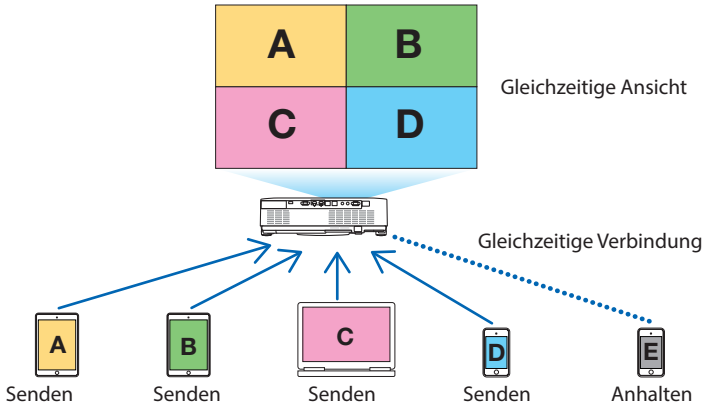 A B
Gleichzeitige Ansicht
C D
Gleichzeitige Verbindung
A B C D E
Senden Senden Senden Senden Anhalten